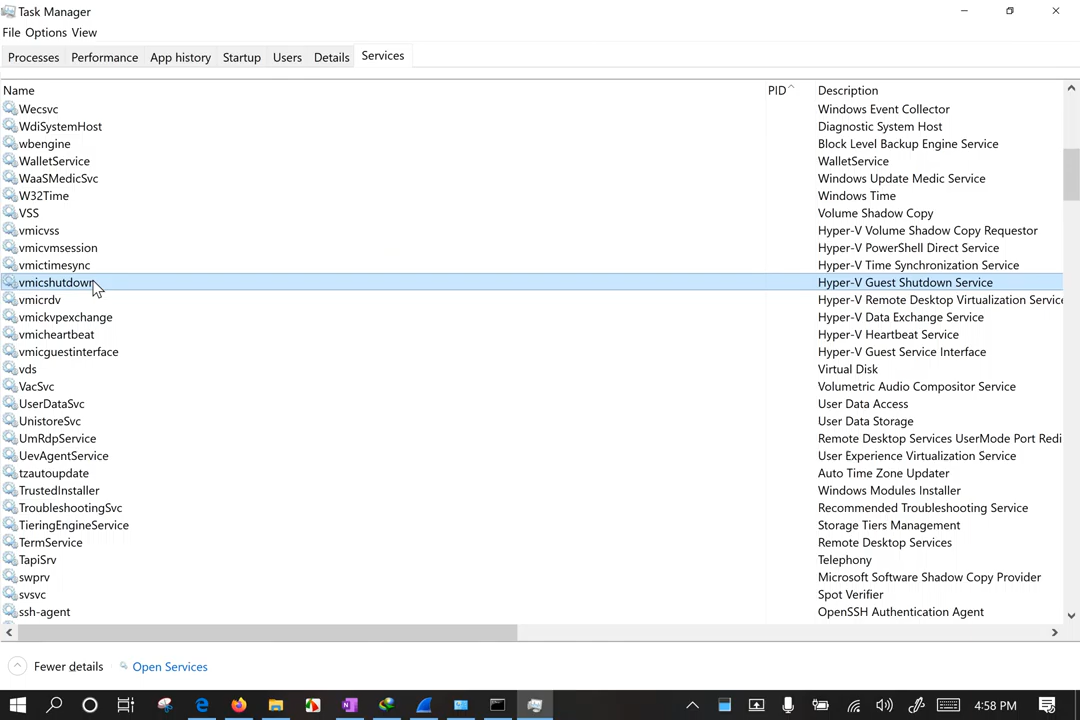 Task Manager
File Options View
Processes Performance App history Startup Users Details Services
Name PID Description
Wecsvc Windows Event Collector
WdiSystemHost Diagnostic System Host
wbengine Block Level Backup Engine Service
WalletService WalletService
WaaSMedicSvc Windows Update Medic Service
W32Time Windows Time
VSS Volume Shadow Copy
vmicvss Hyper-V Volume Shadow Copy Requestor
vmicvmsession Hyper-V PowerShell Direct Service
vmictimesync Hyper-V Time Synchronization Service
vmicshutdown Hyper-V Guest Shutdown Service
vmicrdv Hyper-V Remote Desktop Virtualization Service
vmickvpexchange Hyper-V Data Exchange Service
vmicheartbeat Hyper-V Heartbeat Service
vmicguestinterface Hyper-V Guest Service Interface
vds Virtual Disk
VacSvc Volumetric Audio Compositor Service
UserDataSvc User Data Access
UnistoreSvc User Data Storage
UmRdpService Remote Desktop Services UserMode Port Redi
UevAgentService User Experience Virtualization Service
tzautoupdate Auto Time Zone Updater
TrustedInstaller Windows Modules Installer
TroubleshootingSvc Recommended Troubleshooting Service
TieringEngineService Storage Tiers Management
TermService Remote Desktop Services
TapiSrv Telephony
swprv Microsoft Software Shadow Copy Provider
svsvc Spot Verifier
ssh-agent OpenSSH Authentication Agent
Fewer details Open Services
4:58 PM